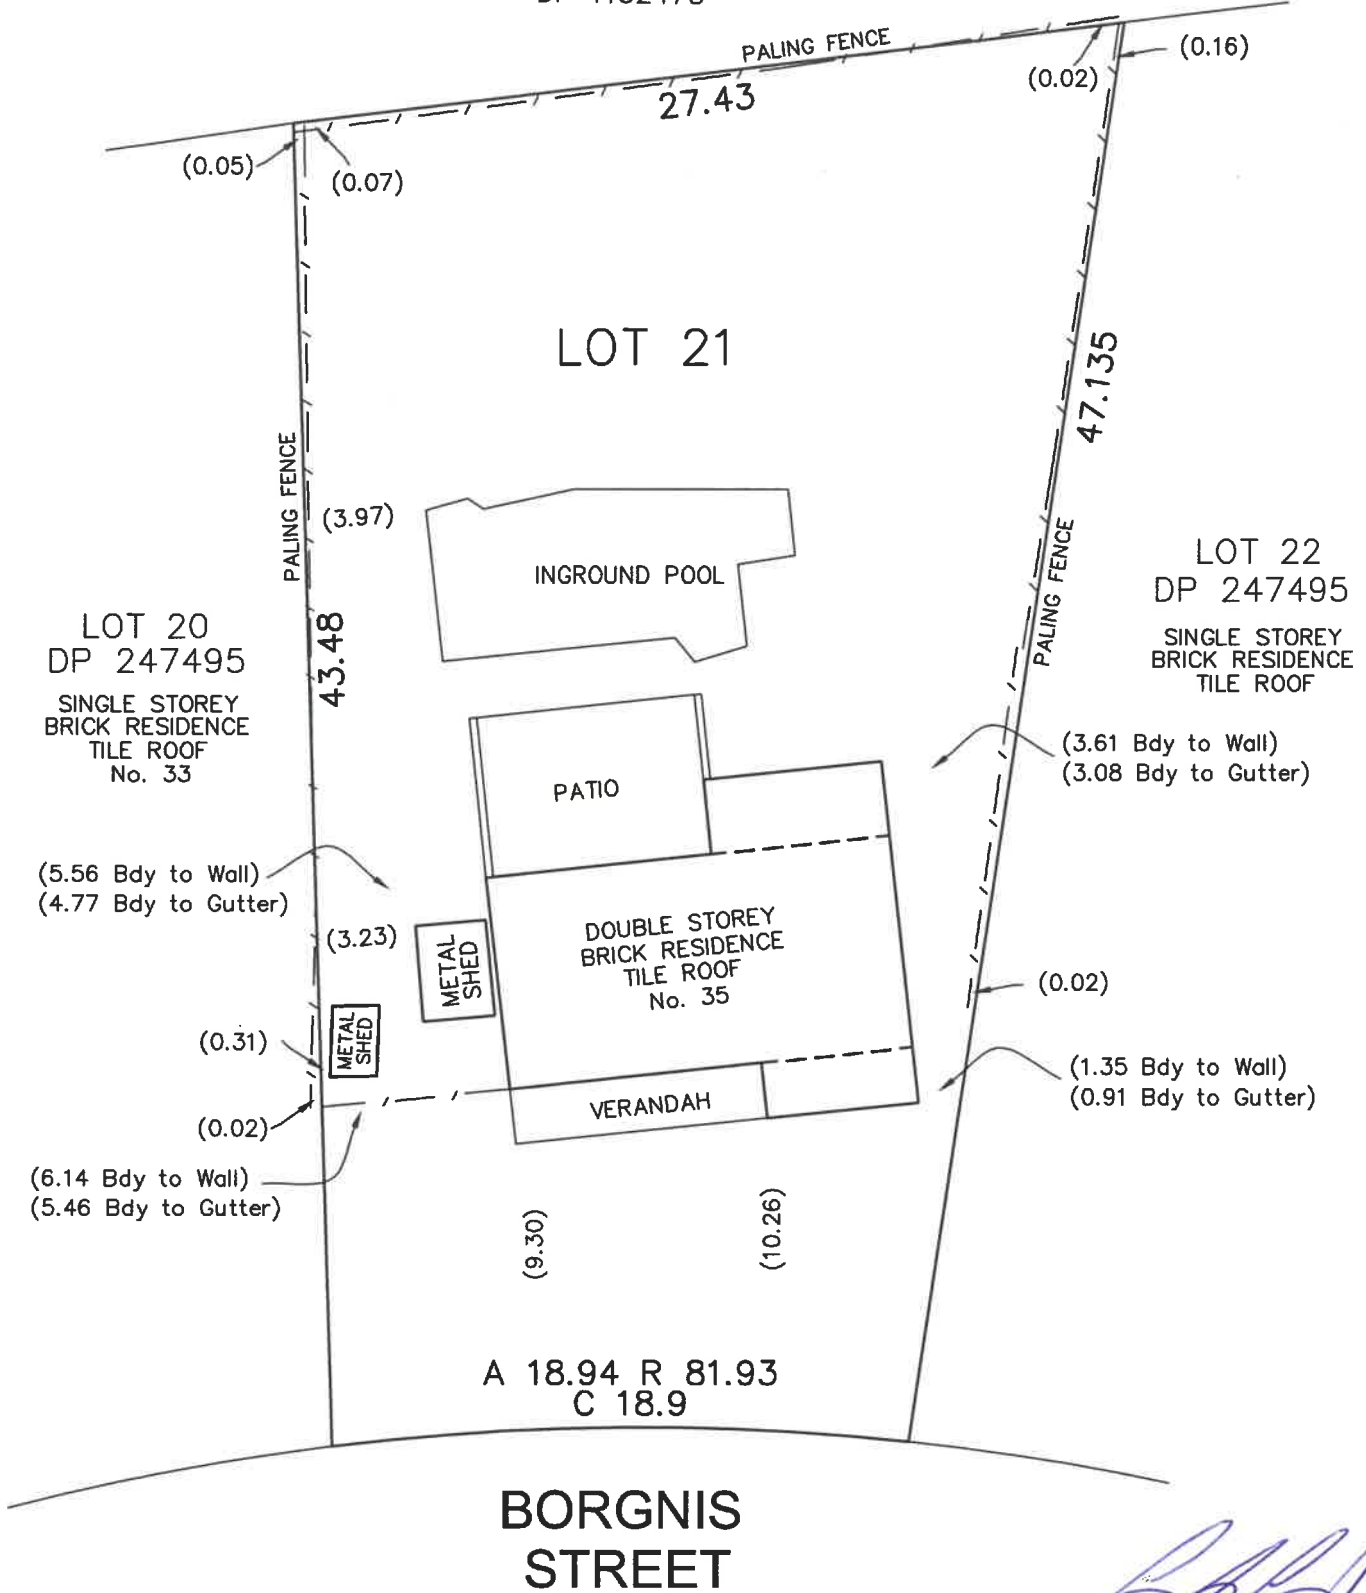 PALING FENCE
(0.16)
(0.02)
27.43
(0.05)
(0.07)
LOT 21
47.135
PALING FENCE
(3.97)
INGROUND POOL
PALING FENCE
LOT 22
DP 247495
SINGLE STOREY
BRICK RESIDENCE
TILE ROOF
LOT 20
DP 247495
SINGLE STOREY
BRICK RESIDENCE
TILE ROOF
No. 33
43.48
(3.61 Bdy to Wall)
(3.08 Bdy to Gutter)
PATIO
(5.56 Bdy to Wall)
(4.77 Bdy to Gutter)
(3.23)
METAL
SHED
DOUBLE STOREY
BRICK RESIDENCE
TILE ROOF
No. 35
(0.02)
(0.31)
METAL
SHED
(1.35 Bdy to Wall)
(0.91 Bdy to Gutter)
VERANDAH
(0.02)
(6.14 Bdy to Wall)
(5.46 Bdy to Gutter)
(9.30)
(10.26)
A 18.94 R 81.93
C 18.9
BORGNIS
STREET